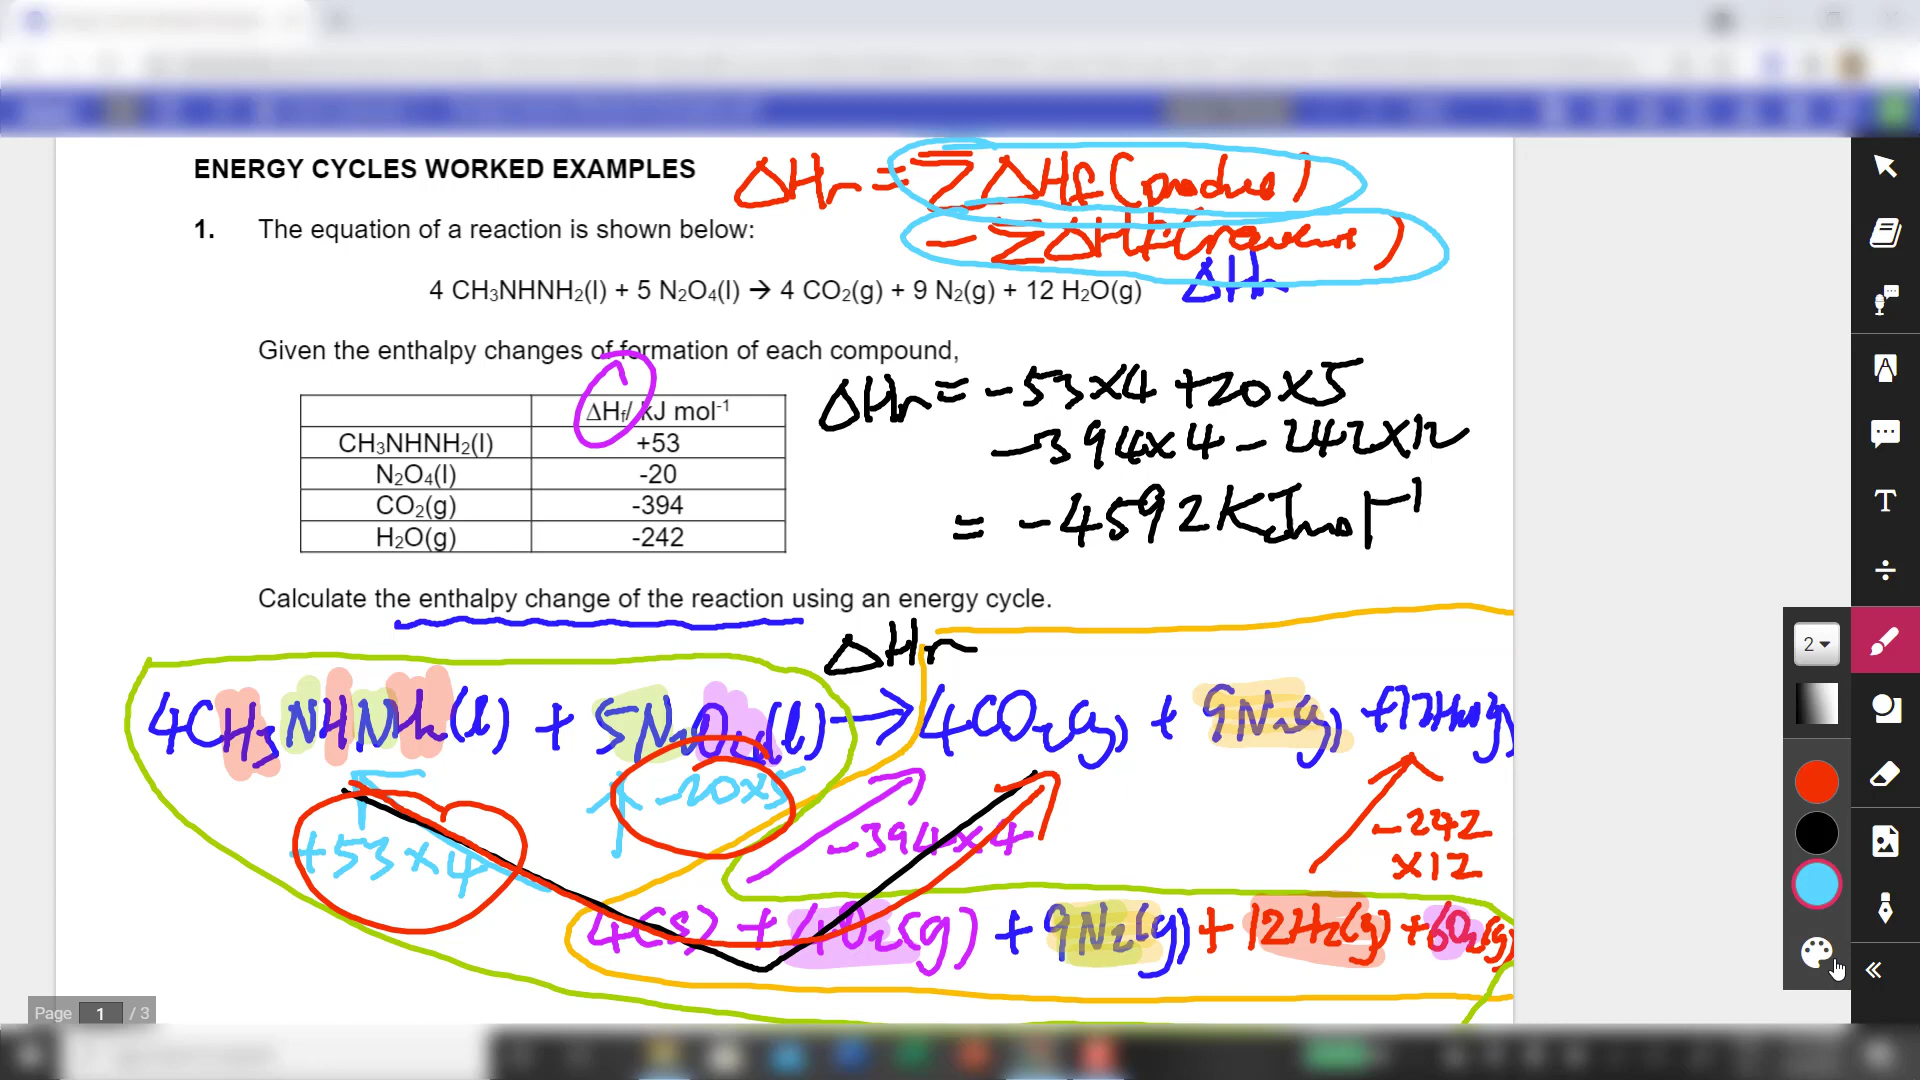 ENERGY CYCLES WORKED EXAMPLES
ΔHr = ΣΔHf (product)
- ΣΔHf (reactant)
1. The equation of a reaction is shown below:
4 CH₃NHNH₂(l) + 5 N₂O₄(l) → 4 CO₂(g) + 9 N₂(g) + 12 H₂O(g) ΔHr
Given the enthalpy changes of formation of each compound,
ΔHf/ kJ mol⁻¹
CH₃NHNH₂(l) +53
N₂O₄(l) -20
CO₂(g) -394
H₂O(g) -242
ΔHr = -53×4 +20×5
-394×4 - 242×12
= -4592 KJmol⁻¹
Calculate the enthalpy change of the reaction using an energy cycle.
ΔHr
4CH₃NHNH₂(l) + 5N₂O₄(l) → 4CO₂(g) + 9N₂(g) + 12H₂O(g)
+53×4
-20×5
-394×4
-242
×12
4C(s) + 4O₂(g) + 9N₂(g) + 12H₂(g) + 6O₂(g)
Page 1 / 3
2